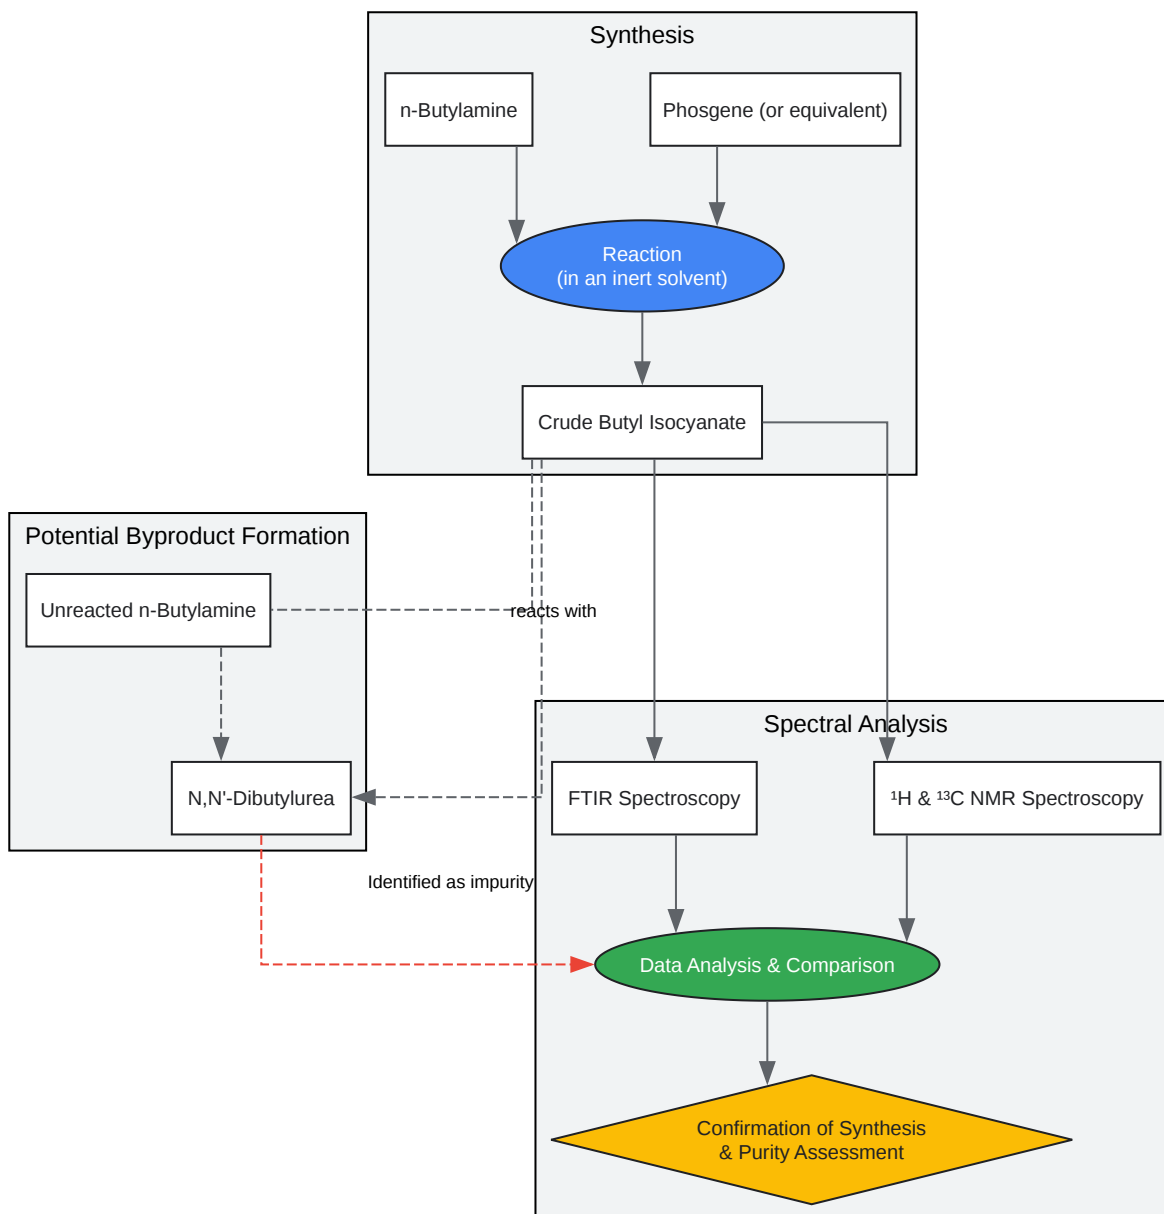 Synthesis
n-Butylamine
Phosgene (or equivalent)
Reaction
(in an inert solvent)
Crude Butyl Isocyanate
Potential Byproduct Formation
Unreacted n-Butylamine
reacts with
N,N'-Dibutylurea
Identified as impurity
Spectral Analysis
FTIR Spectroscopy
¹H & ¹³C NMR Spectroscopy
Data Analysis & Comparison
Confirmation of Synthesis
& Purity Assessment